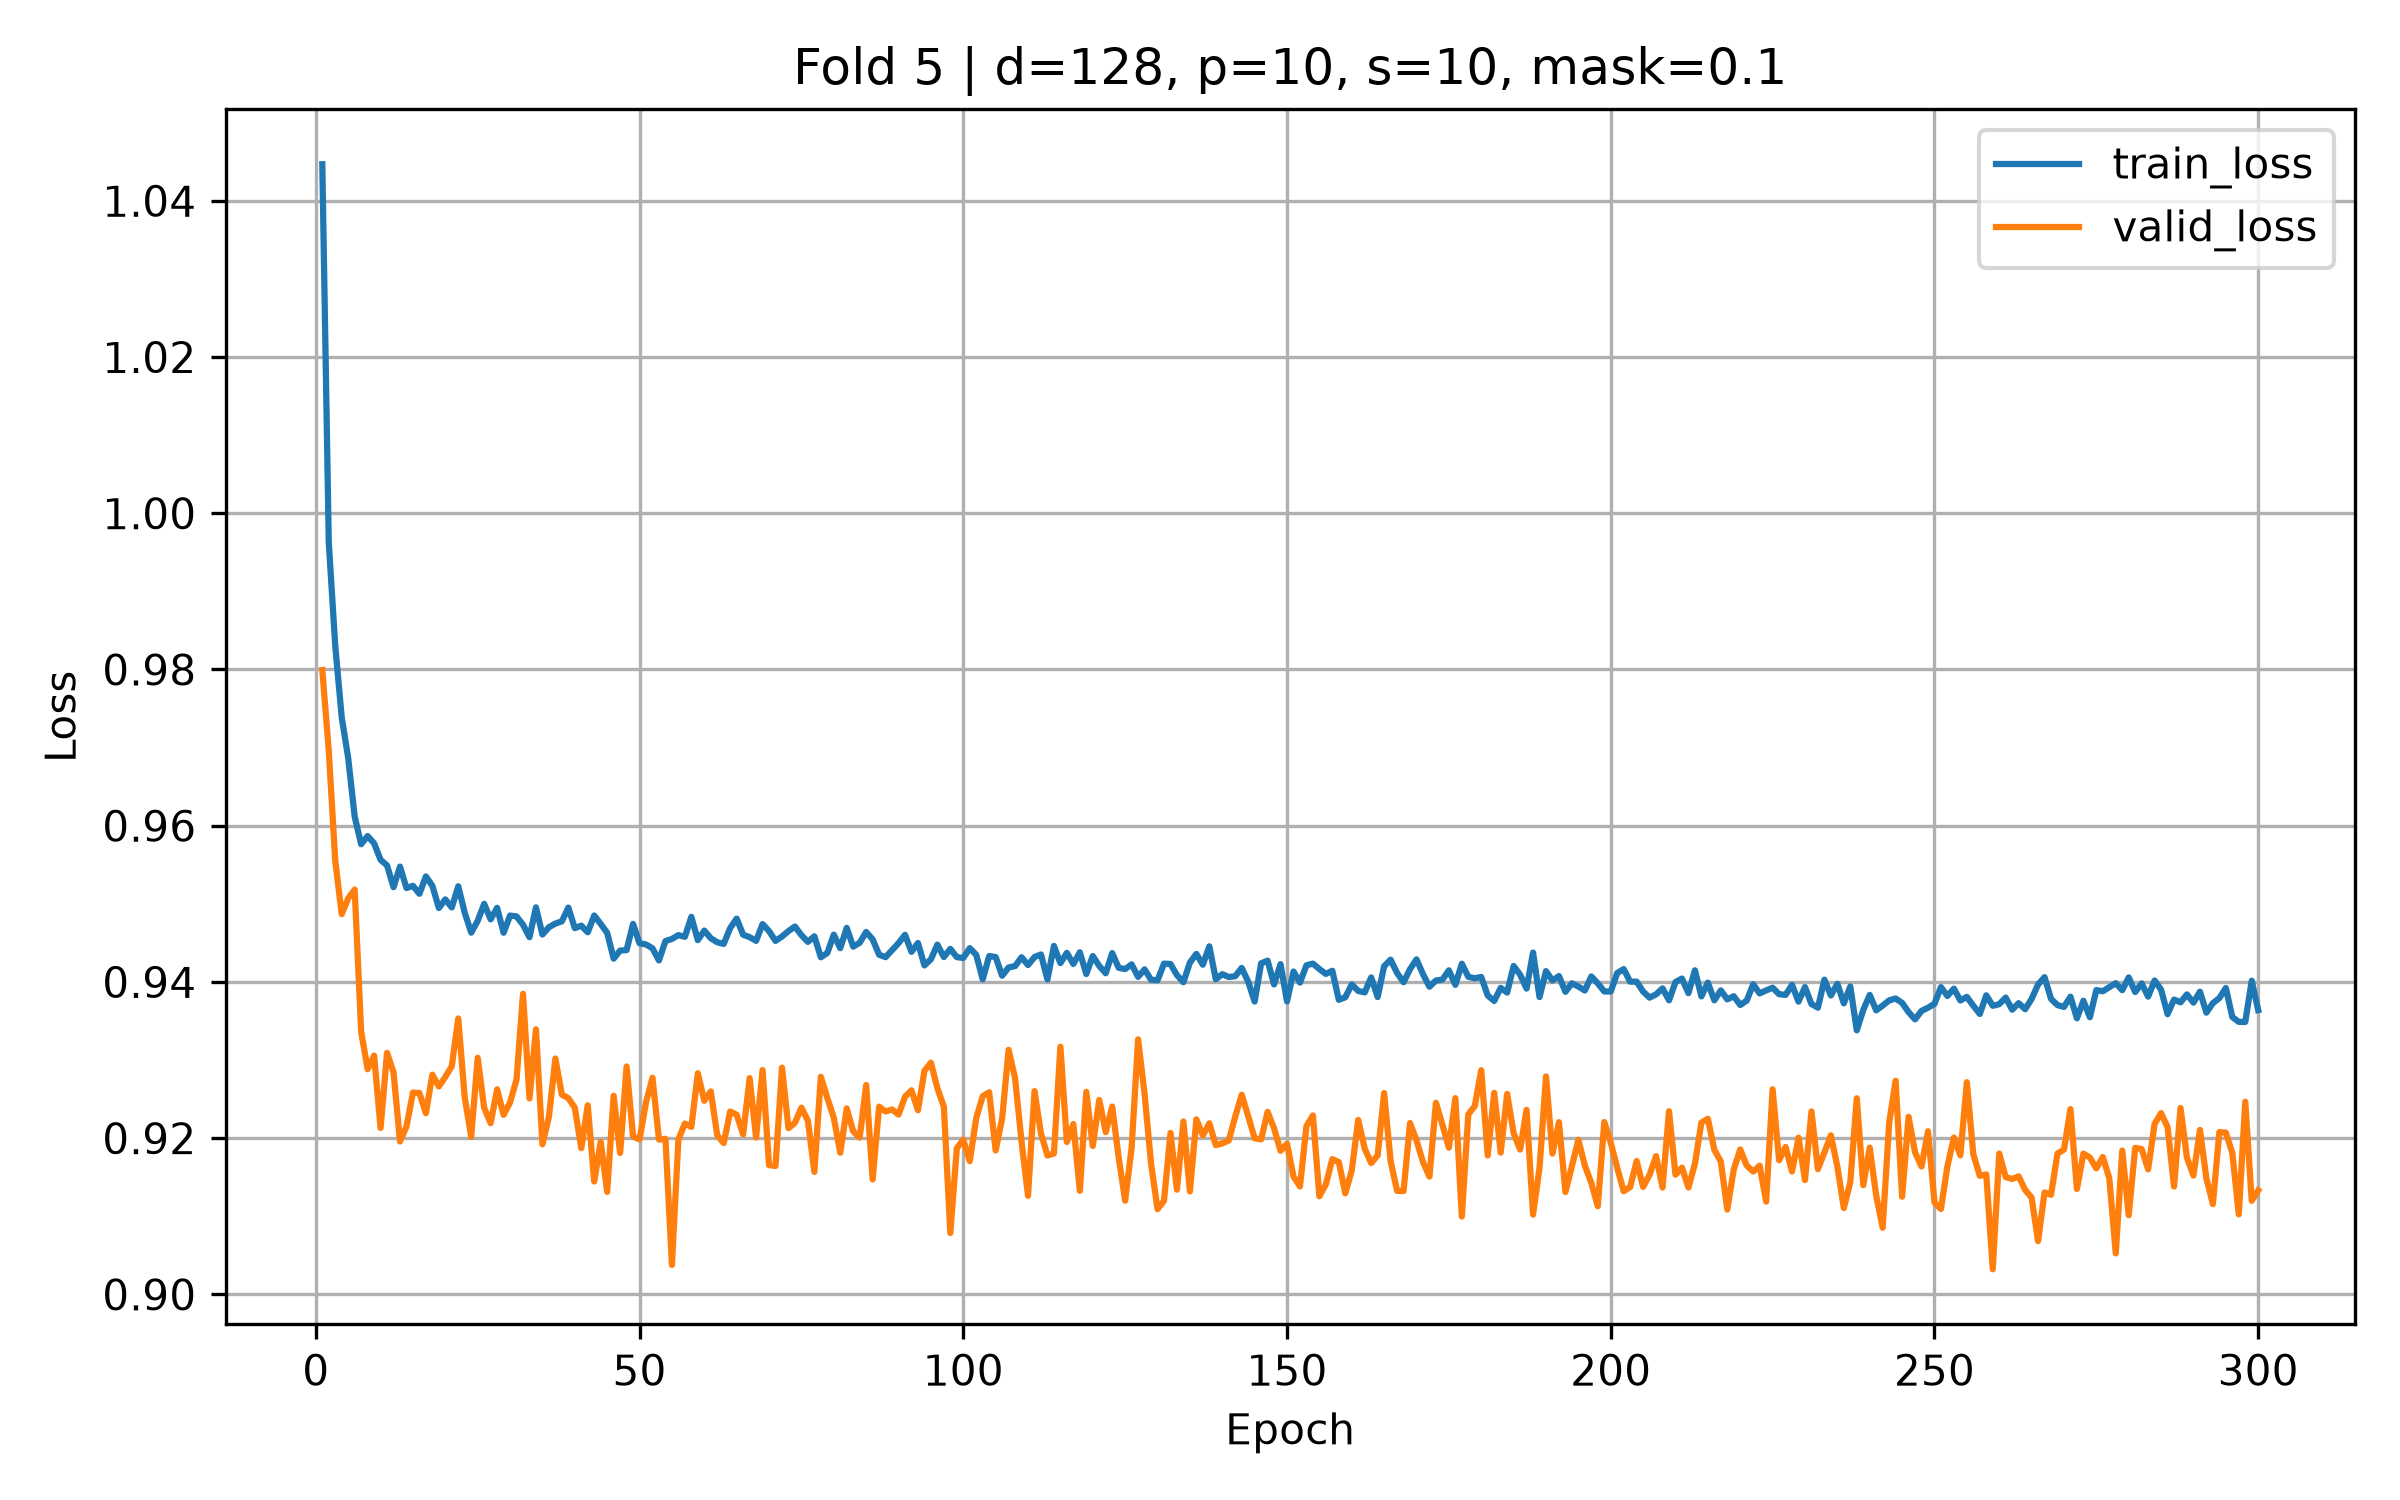 Fold 5 | d=128, p=10, s=10, mask=0.1
train_loss
valid_loss
1.04
1.02
1.00
0.98
0.96
0.94
0.92
0.90
Loss
0 50 100 150 200 250 300
Epoch